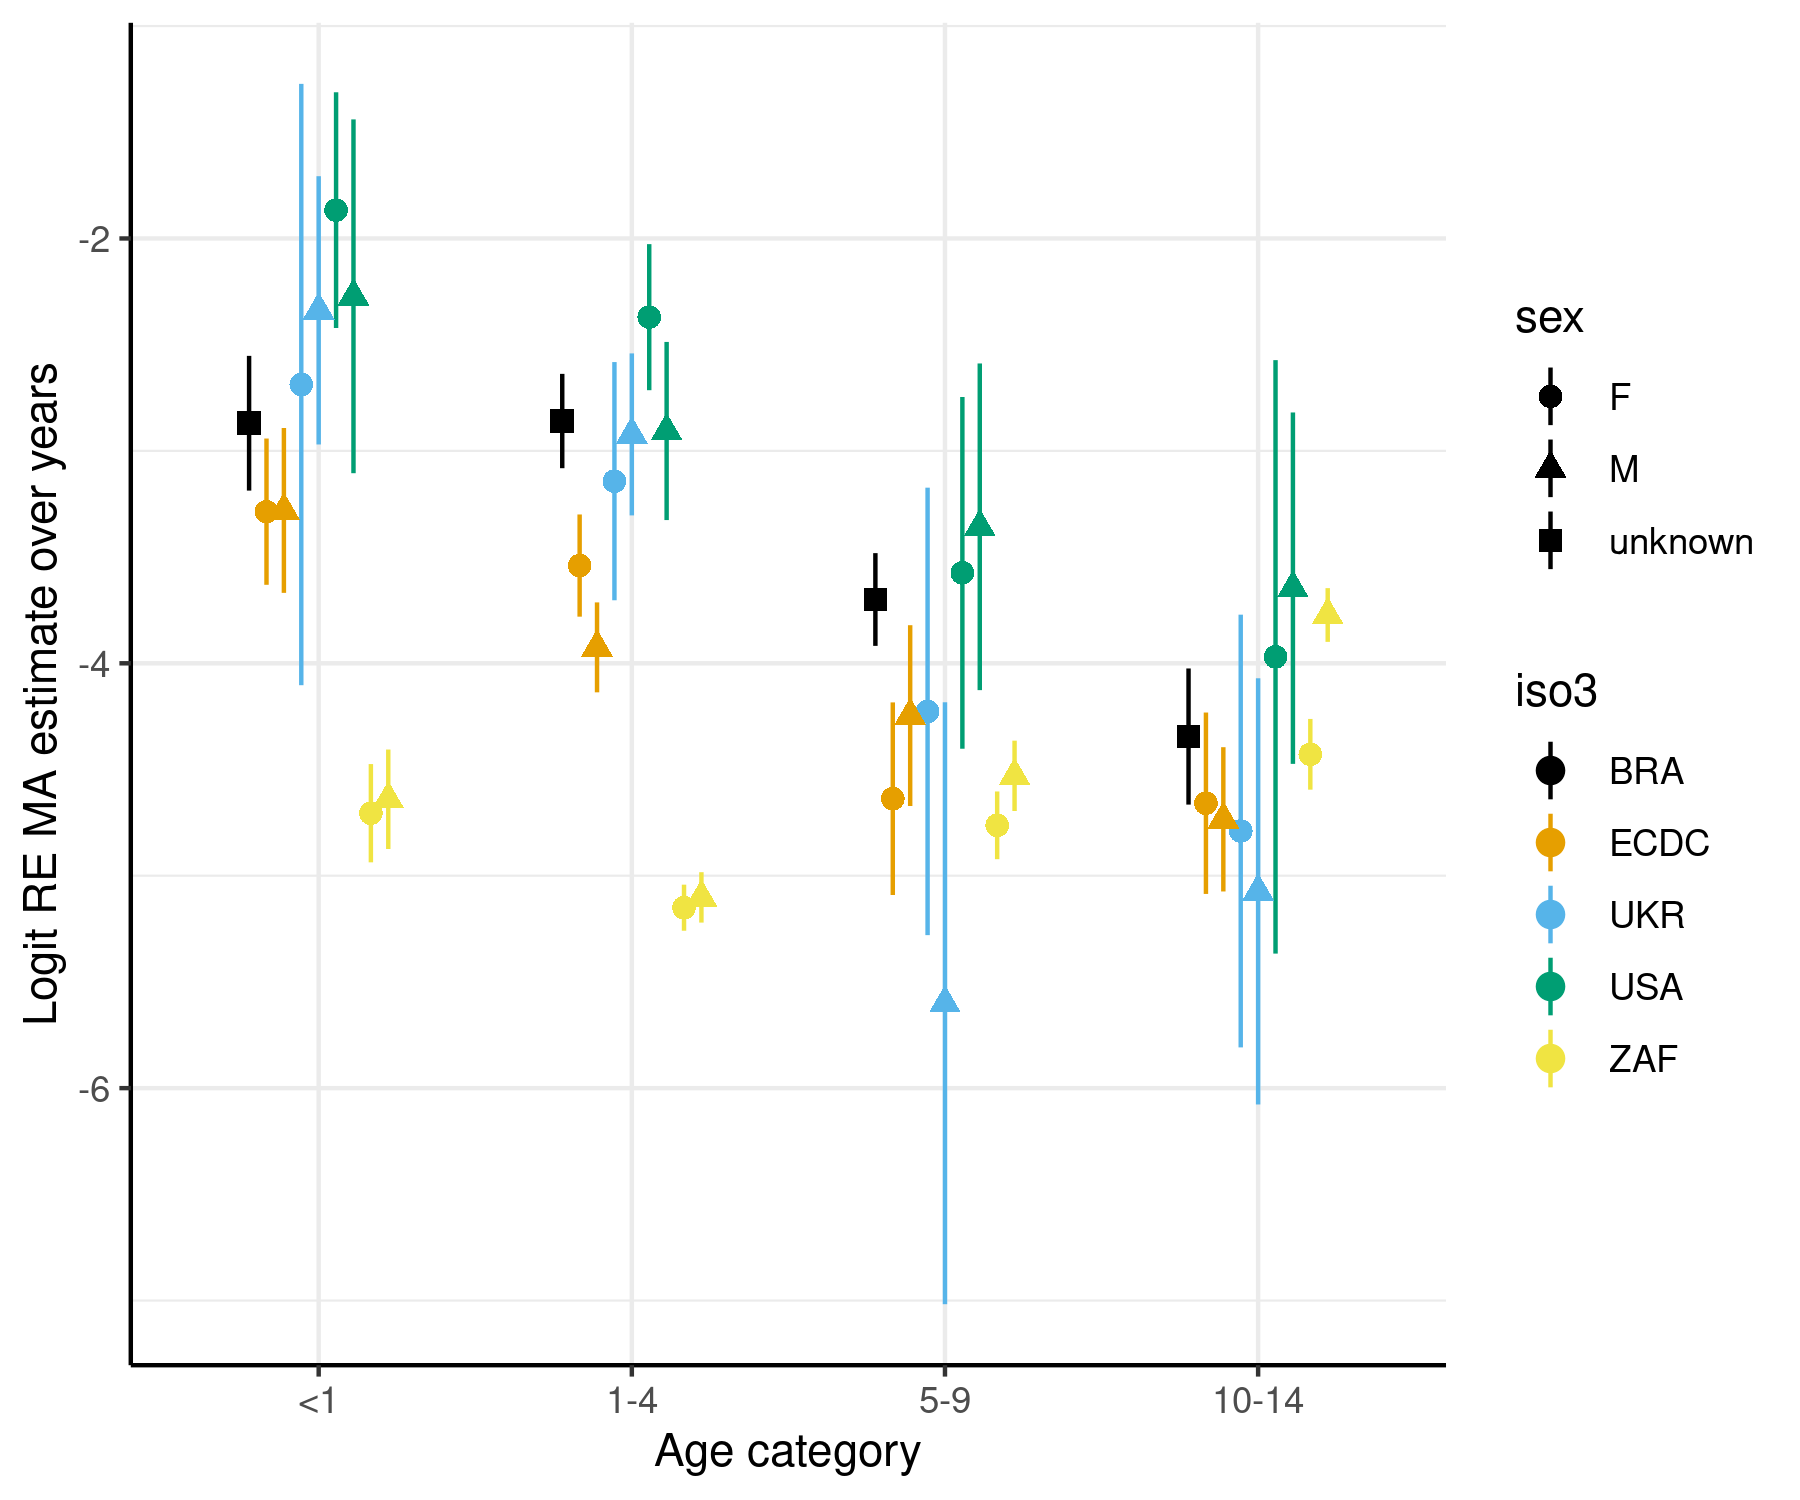 Logit RE MA estimate over years
-2
-4
-6
<1
1-4
5-9
10-14
Age category
sex
F
M
unknown
iso3
BRA
ECDC
UKR
USA
ZAF